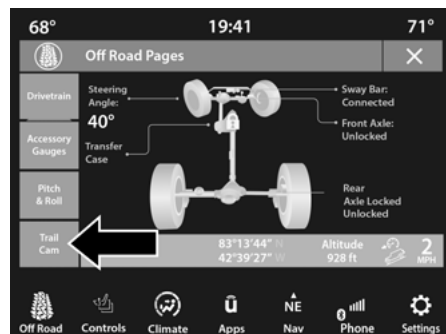 68°
19:41
71°
Off Road Pages
Drivetrain
Accessory
Gauges
Pitch
& Roll
Trail
Cam
Steering
Angle:
40°
Transfer
Case
Sway Bar:
Connected
Front Axle:
Unlocked
Rear
Axle Locked
Unlocked
83°13'44" N
42°39'27" W
Altitude
928 ft
2
MPH
Off Road
Controls
Climate
Apps
NE
Nav
Phone
Settings